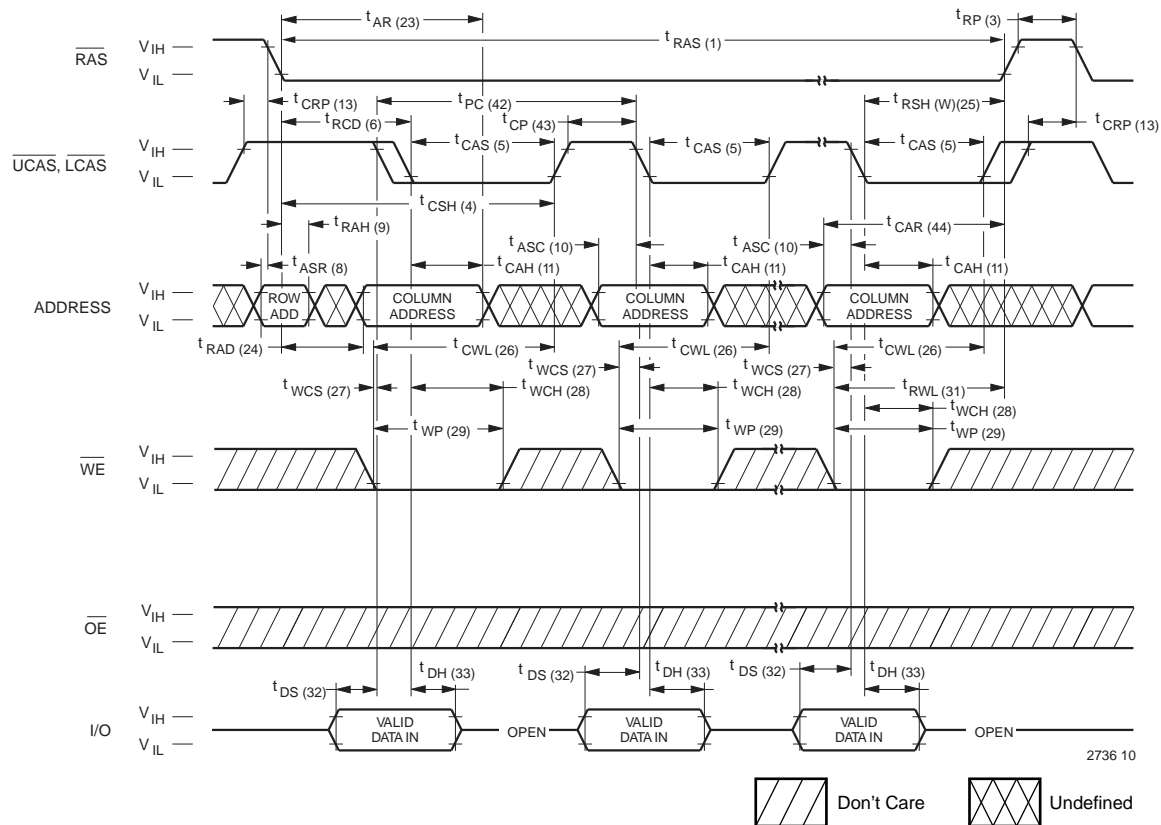 t AR (23)
t RP (3)
t RAS (1)
RAS
V IH
V IL
t CRP (13)
t PC (42)
t RSH (W)(25)
t RCD (6)
t CP (43)
t CRP (13)
UCAS, LCAS
V IH
V IL
t CAS (5)
t CAS (5)
t CAS (5)
t CSH (4)
t RAH (9)
t CAR (44)
t ASC (10)
t ASC (10)
t ASR (8)
t CAH (11)
t CAH (11)
t CAH (11)
ADDRESS
V IH
V IL
ROW
ADD
COLUMN
ADDRESS
COLUMN
ADDRESS
COLUMN
ADDRESS
t RAD (24)
t CWL (26)
t CWL (26)
t CWL (26)
t WCS (27)
t WCS (27)
t WCS (27)
t WCH (28)
t WCH (28)
t RWL (31)
t WCH (28)
t WP (29)
t WP (29)
t WP (29)
WE
V IH
V IL
OE
V IH
V IL
t DS (32)
t DH (33)
t DS (32)
t DH (33)
t DS (32)
t DH (33)
I/O
V IH
V IL
VALID
DATA IN
OPEN
VALID
DATA IN
VALID
DATA IN
OPEN
2736 10
Don't Care
Undefined